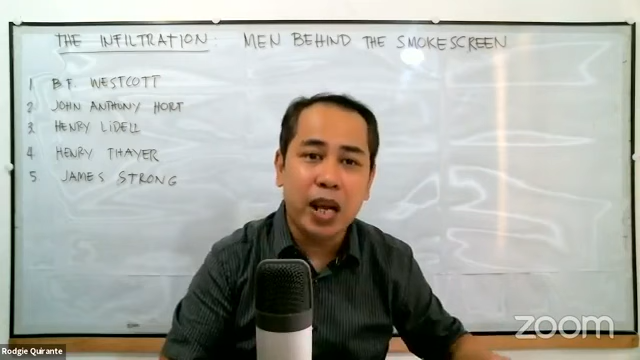 THE INFILTRATION: MEN BEHIND THE SMOKESCREEN
1 B.F. WESTCOTT
2 JOHN ANTHONY HORT
3 HENRY LIDELL
4 HENRY THAYER
5 JAMES STRONG
zoom
Rodgie Quirante